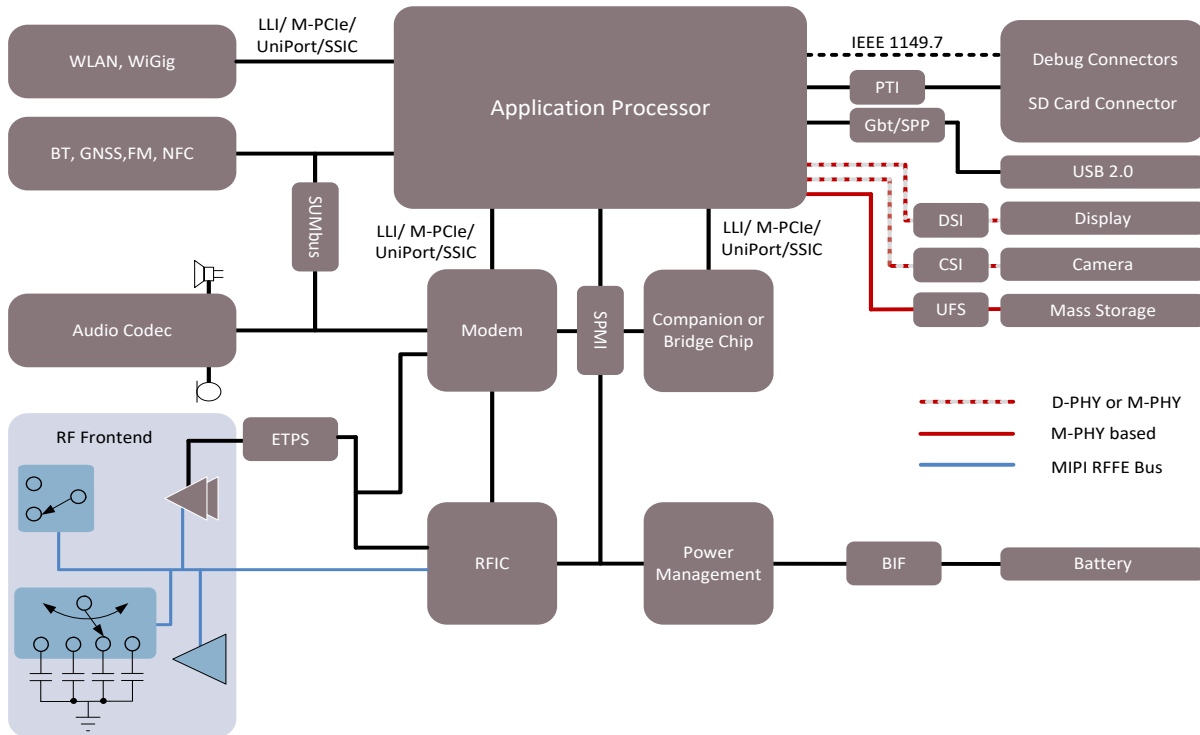 LLI/ M-PCIe/
UniPort/SSIC
WLAN, WiGig
Application Processor
IEEE 1149.7
Debug Connectors
SD Card Connector
PTI
Gbt/SPP
BT, GNSS,FM, NFC
USB 2.0
SUMbus
DSI
Display
LLI/ M-PCIe/
UniPort/SSIC
LLI/ M-PCIe/
UniPort/SSIC
CSI
Camera
UFS
Mass Storage
Audio Codec
Modem
SPMI
Companion or
Bridge Chip
D-PHY or M-PHY
M-PHY based
MIPI RFFE Bus
RF Frontend
ETPS
RFIC
Power
Management
BIF
Battery